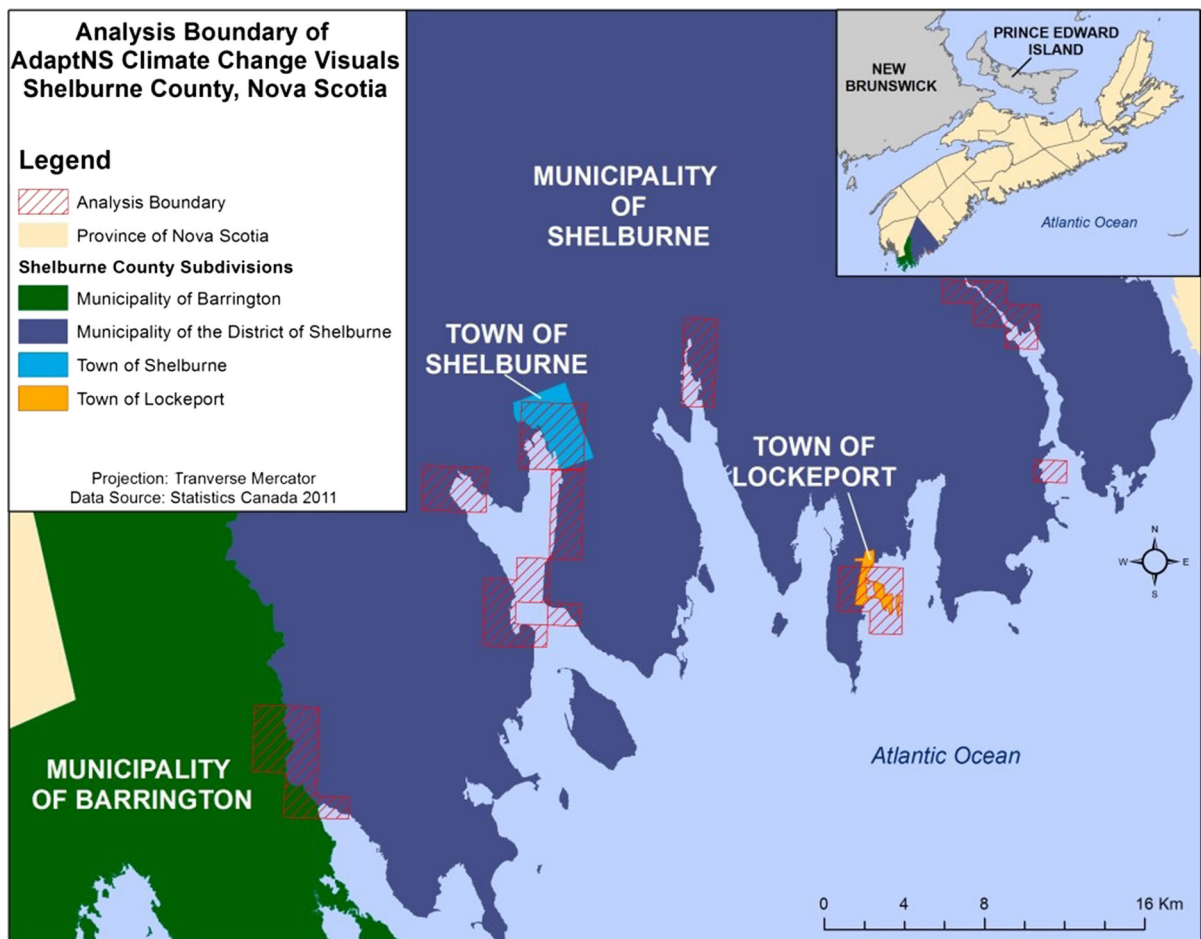 Analysis Boundary of
AdaptNS Climate Change Visuals
Shelburne County, Nova Scotia
Legend
Analysis Boundary
Province of Nova Scotia
Shelburne County Subdivisions
Municipality of Barrington
Municipality of the District of Shelburne
Town of Shelburne
Town of Lockeport
Projection: Tranverse Mercator
Data Source: Statistics Canada 2011
PRINCE EDWARD
ISLAND
NEW
BRUNSWICK
Atlantic Ocean
MUNICIPALITY
OF
SHELBURNE
TOWN OF
SHELBURNE
TOWN OF
LOCKEPORT
N
W E
S
MUNICIPALITY
OF BARRINGTON
Atlantic Ocean
0 4 8 16 Km